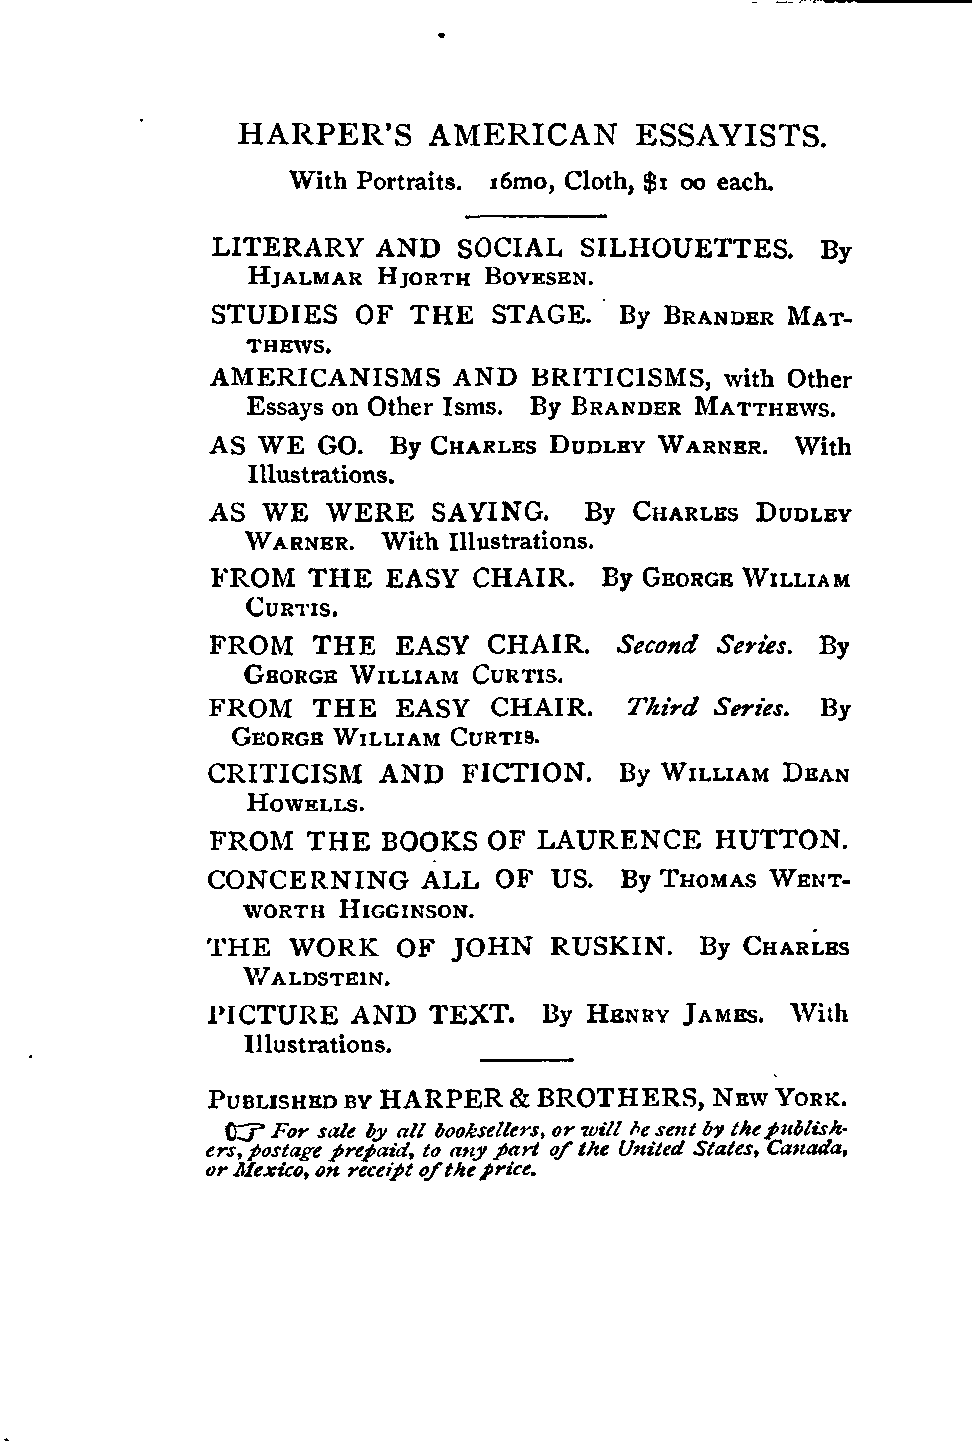 HARPER'S AMERICAN ESSAYISTS.
With Portraits. 16mo, Cloth, $1 00 each.
LITERARY AND SOCIAL SILHOUETTES. By
HJALMAR HJORTH BOYESEN.
STUDIES OF THE STAGE. By BRANDER MAT-
THEWS.
AMERICANISMS AND BRITICISMS, with Other
Essays on Other Isms. By BRANDER MATTHEWS.
AS WE GO. By CHARLES DUDLEY WARNER. With
Illustrations.
AS WE WERE SAYING. By CHARLES DUDLEY
WARNER. With Illustrations.
FROM THE EASY CHAIR. By GEORGE WILLIAM
CURTIS.
FROM THE EASY CHAIR. Second Series. By
GEORGE WILLIAM CURTIS.
FROM THE EASY CHAIR. Third Series. By
GEORGE WILLIAM CURTIS.
CRITICISM AND FICTION. By WILLIAM DEAN
HOWELLS.
FROM THE BOOKS OF LAURENCE HUTTON.
CONCERNING ALL OF US. By THOMAS WENT-
WORTH HIGGINSON.
THE WORK OF JOHN RUSKIN. By CHARLES
WALDSTEIN.
PICTURE AND TEXT. By HENRY JAMES. With
Illustrations.
PUBLISHED BY HARPER & BROTHERS, NEW YORK.
☞ For sale by all booksellers, or will be sent by the publish-
ers, postage prepaid, to any part of the United States, Canada,
or Mexico, on receipt of the price.